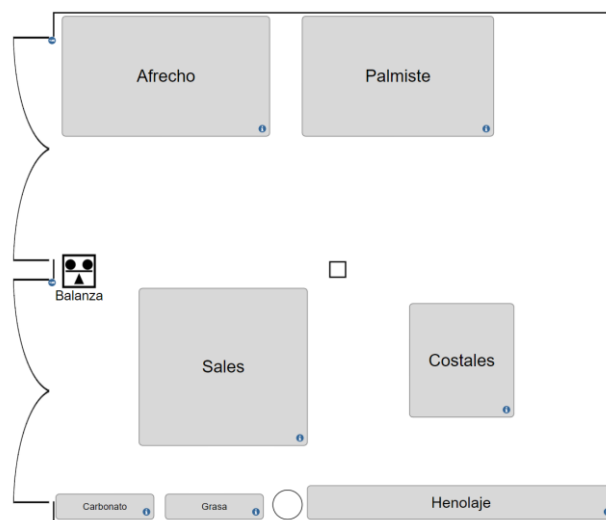 Afrecho
Palmiste
Balanza
Sales
Costales
Carbonato
Grasa
Henolaje